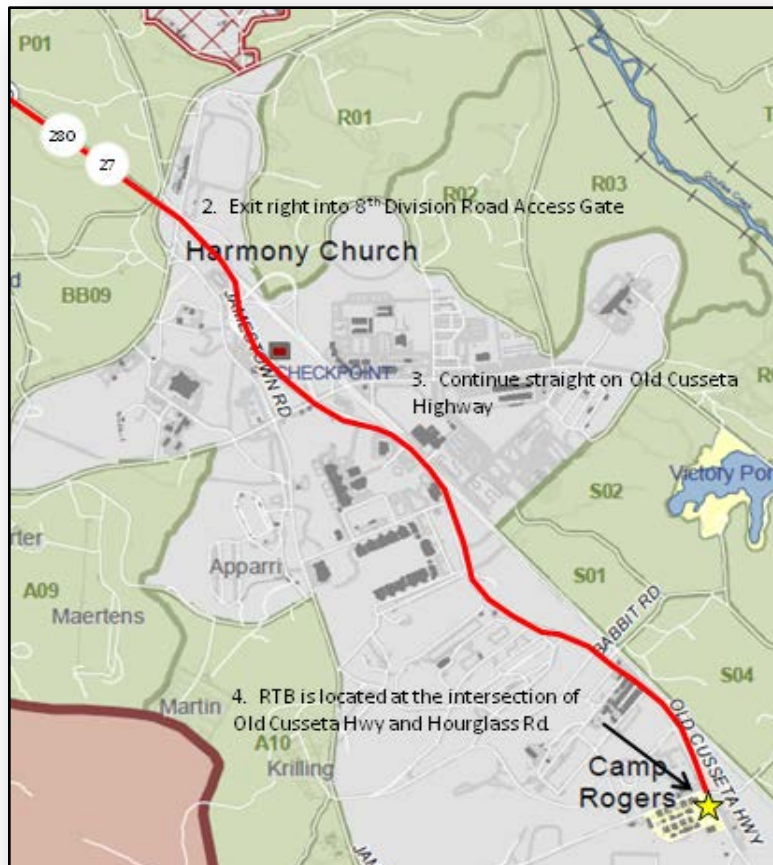 P01
R01
T
280
27
R02
R03
2. Exit right into 8th Division Road Access Gate
Harmony Church
d
BB09
JAMESTOWN RD
CHECKPOINT
3. Continue straight on Old Cusseta
Highway
R
Victory Por
S02
rter
Apparri
A09
Maertens
S01
BABBIT RD
S04
4. RTB is located at the intersection of
Old Cusseta Hwy and Hourglass Rd
Martin
A10
Krilling
OLD CUSSETA HWY
Camp
Rogers
JAM